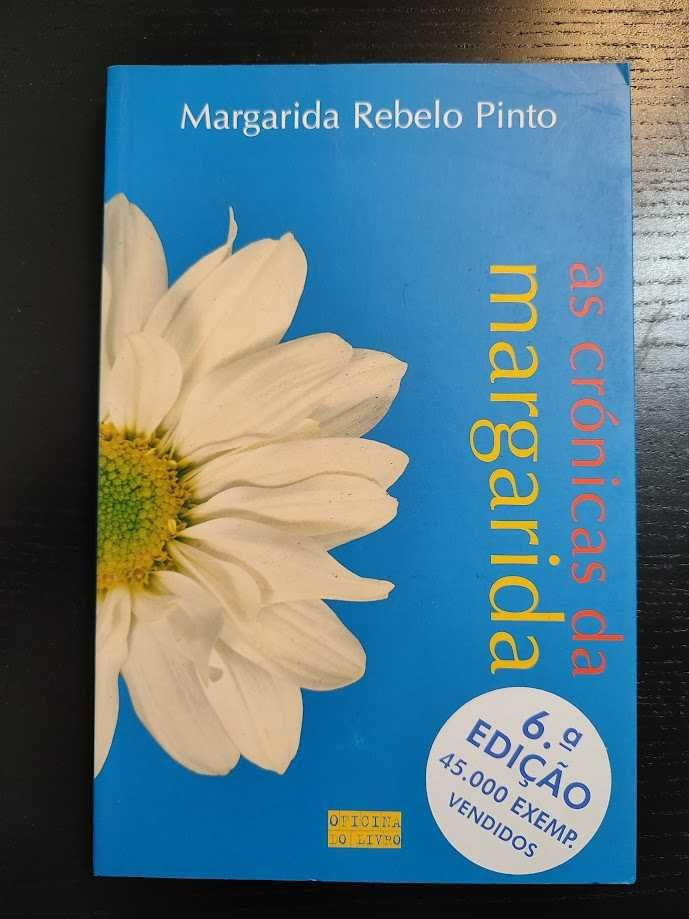 Margarida Rebelo Pinto
as crónicas da
margarida
6.ª
EDIÇÃO
45.000 EXEMP.
VENDIDOS
OFICINA
DO LIVRO